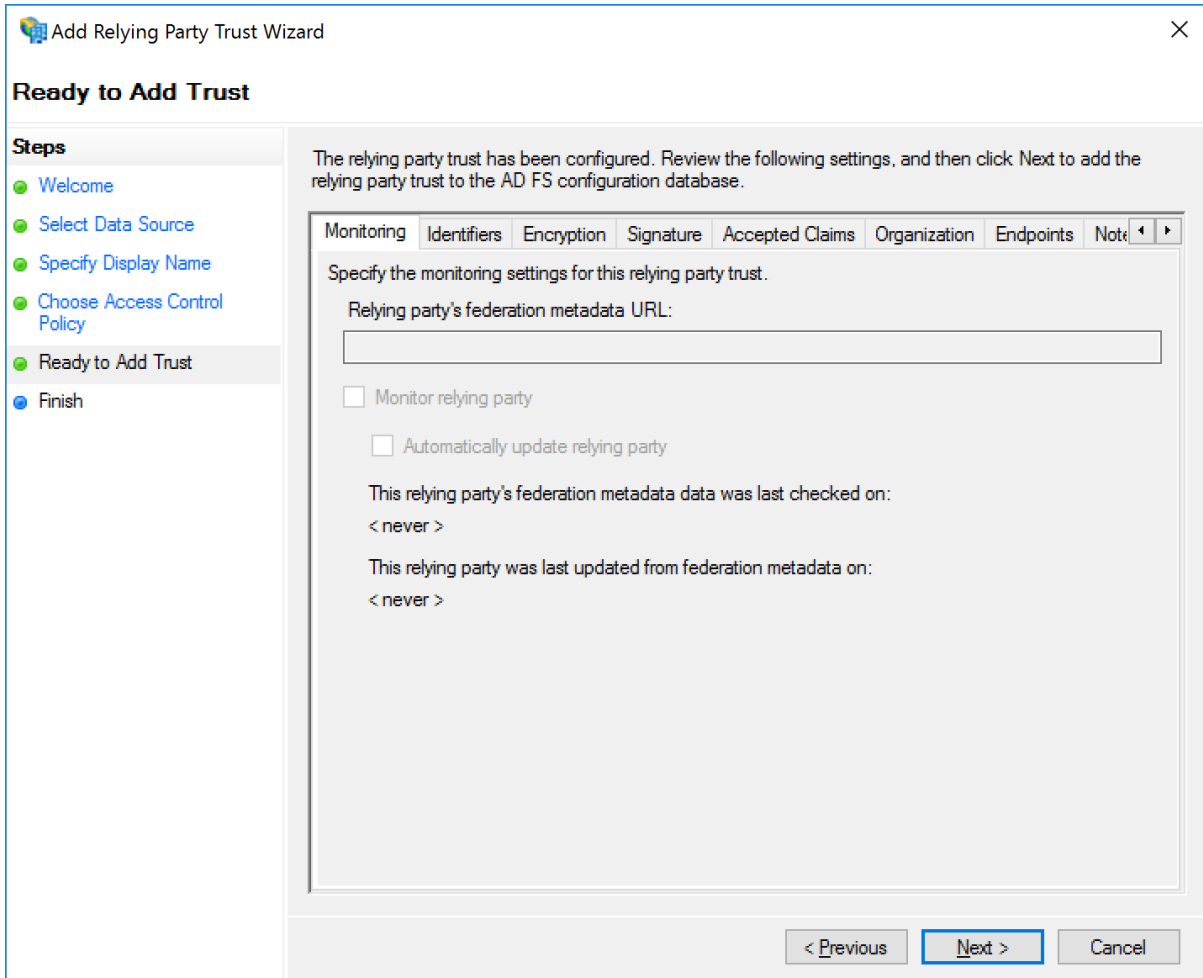 Add Relying Party Trust Wizard
Ready to Add Trust
Steps
Welcome
Select Data Source
Specify Display Name
Choose Access Control
Policy
Ready to Add Trust
Finish
The relying party trust has been configured. Review the following settings, and then click Next to add the
relying party trust to the AD FS configuration database.
Monitoring Identifiers Encryption Signature Accepted Claims Organization Endpoints Note
Specify the monitoring settings for this relying party trust.
Relying party's federation metadata URL:
Monitor relying party
Automatically update relying party
This relying party's federation metadata data was last checked on:
< never >
This relying party was last updated from federation metadata on:
< never >
< Previous Next > Cancel